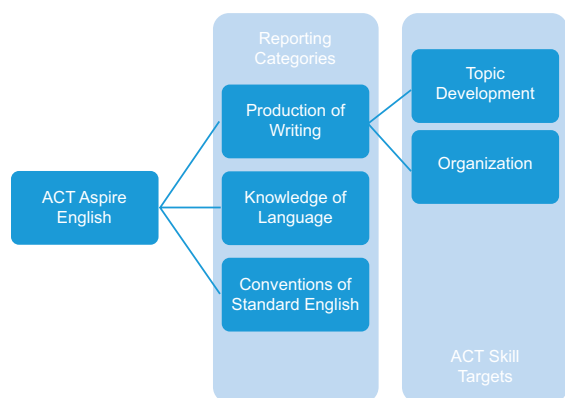 Reporting
Categories
Production of
Writing
Topic
Development
Organization
ACT Aspire
English
Knowledge of
Language
Conventions of
Standard English
ACT Skill
Targets